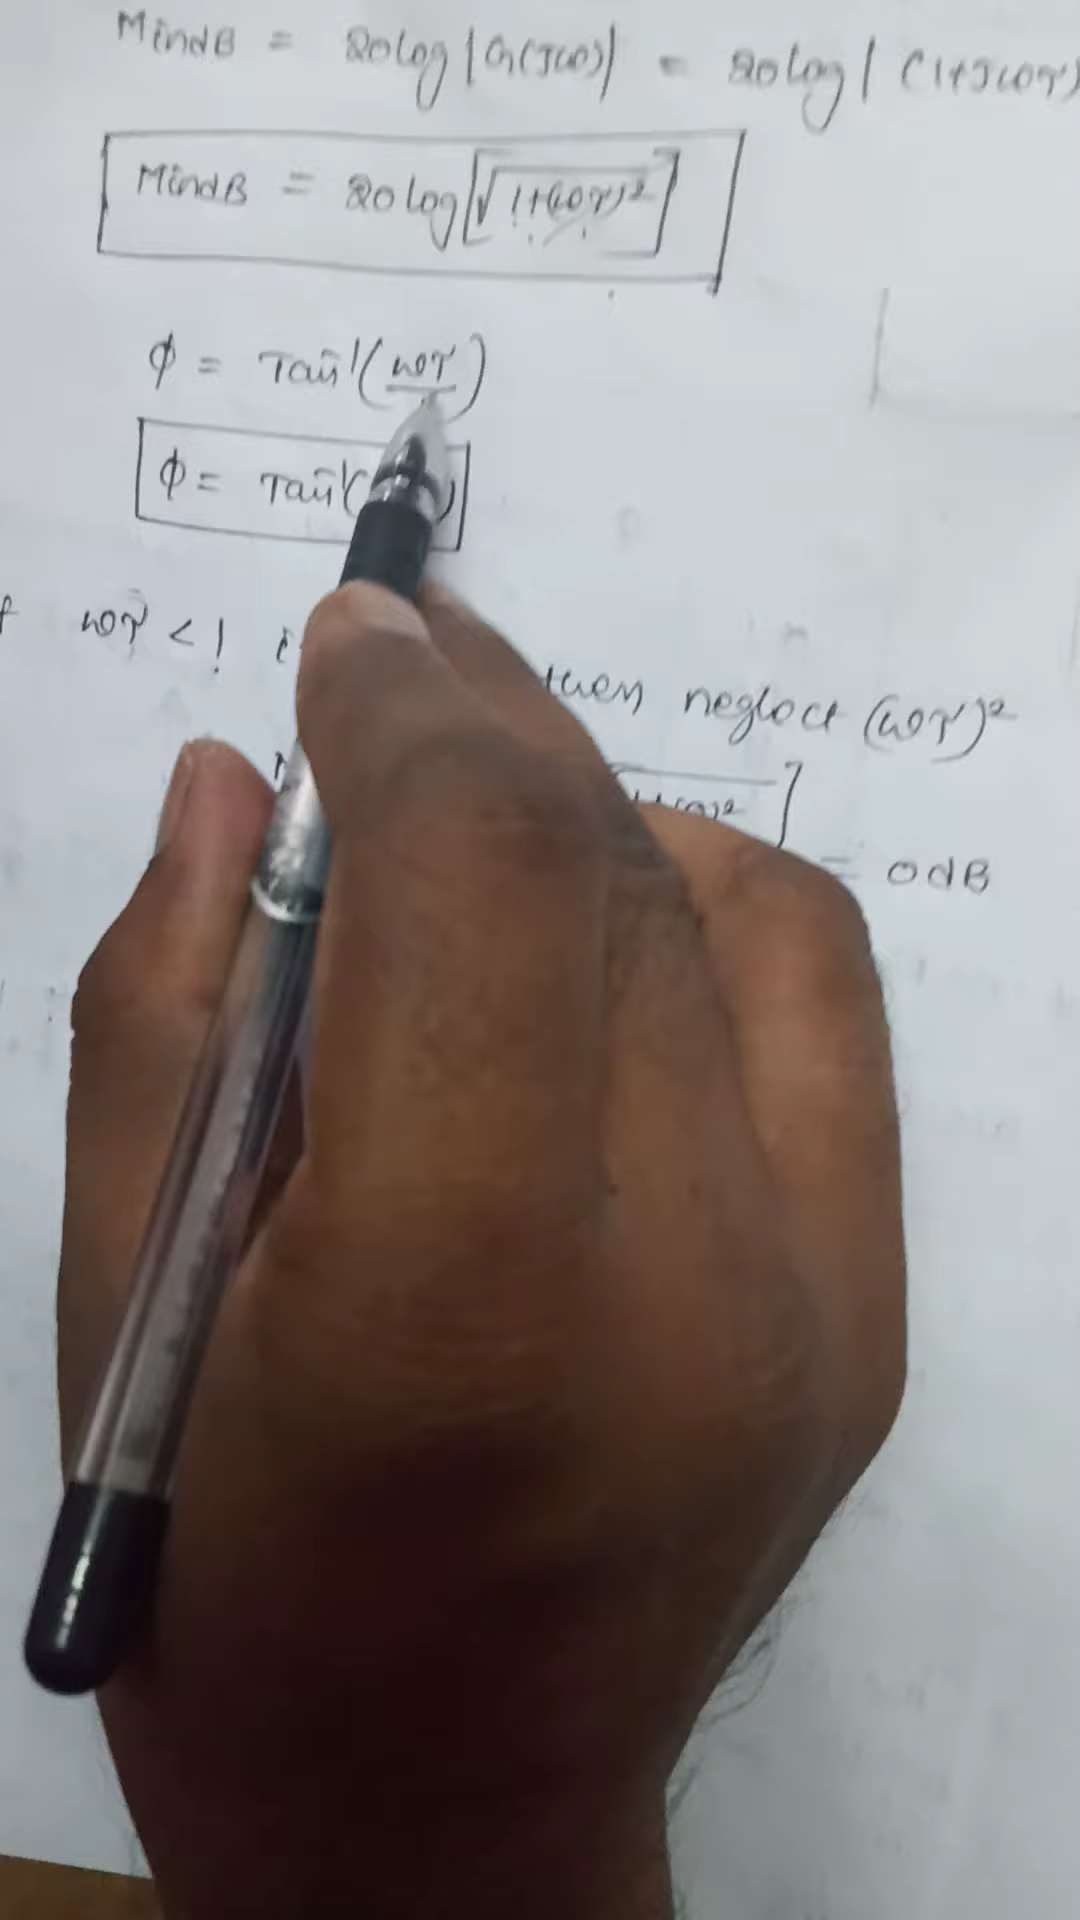 MindB = 20log|G(jω)| = 20log|(1+jωτ)
MindB = 20log[√1+(ωτ)²]
ϕ = Tan⁻¹(ωτ)
ϕ = Tan⁻¹(
ωτ < 1 then neglect (ωτ)²
= 0dB